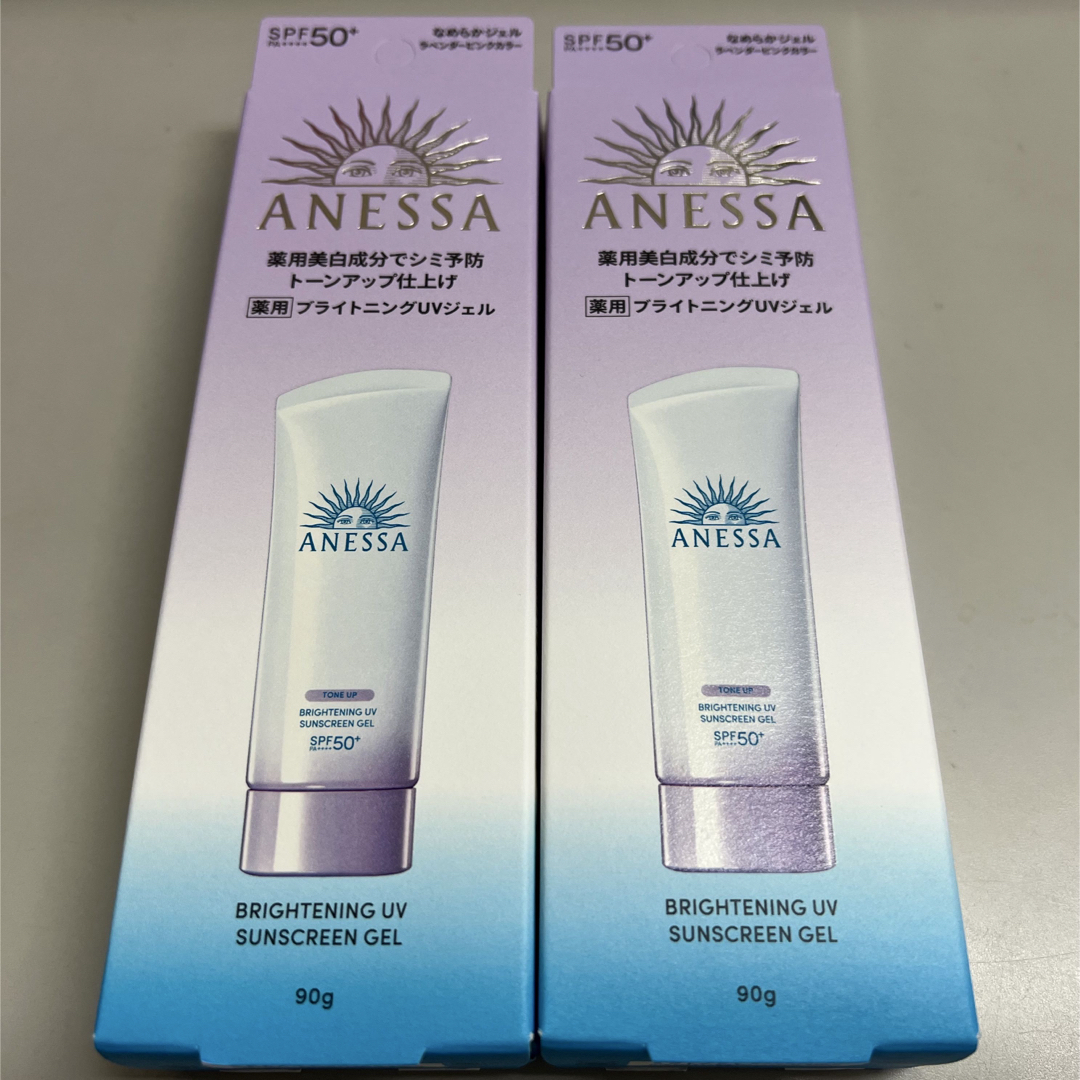 SPF50+
PA++++
なめらかジェル
ラベンダーピンクカラー
ANESSA
薬用美白成分でシミ予防
トーンアップ仕上げ
薬用 ブライトニングUVジェル
ANESSA
TONE UP
BRIGHTENING UV
SUNSCREEN GEL
SPF50+
PA++++
BRIGHTENING UV
SUNSCREEN GEL
90g
SPF50+
PA++++
なめらかジェル
ラベンダーピンクカラー
ANESSA
薬用美白成分でシミ予防
トーンアップ仕上げ
薬用 ブライトニングUVジェル
ANESSA
TONE UP
BRIGHTENING UV
SUNSCREEN GEL
SPF50+
PA++++
BRIGHTENING UV
SUNSCREEN GEL
90g